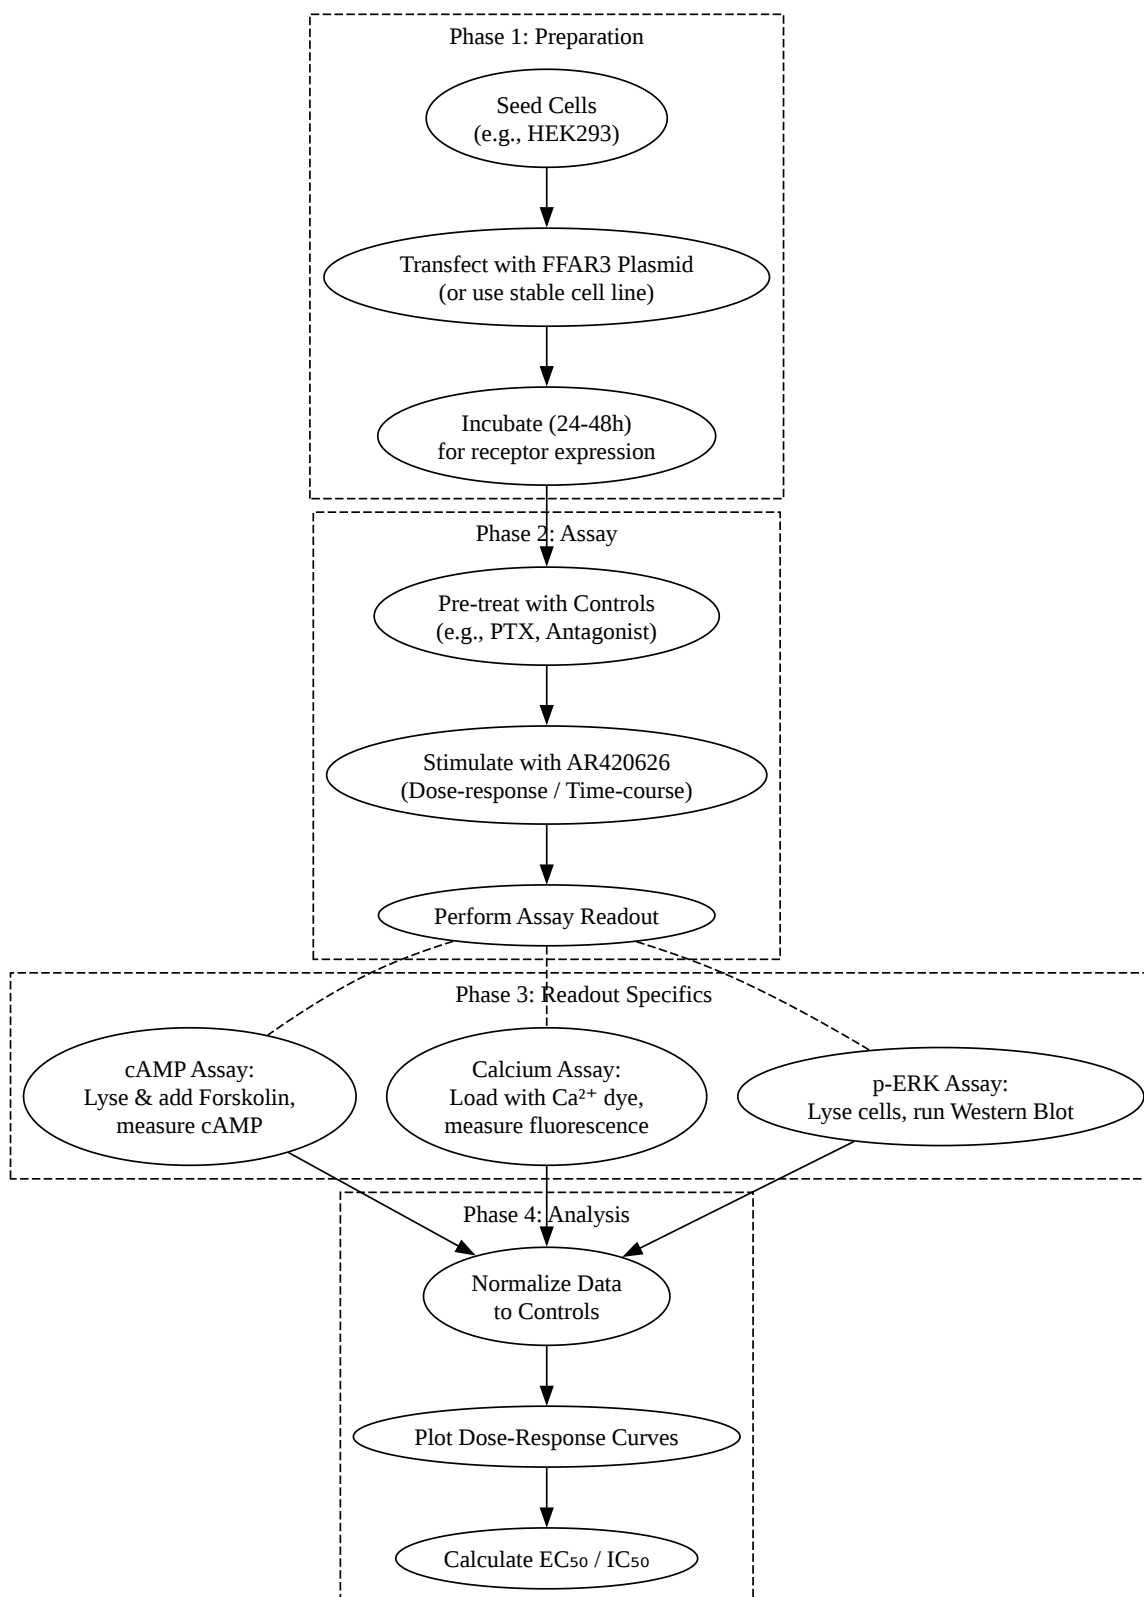 Phase 1: Preparation
Seed Cells
(e.g., HEK293)
Transfect with FFAR3 Plasmid
(or use stable cell line)
Incubate (24-48h)
for receptor expression
Phase 2: Assay
Pre-treat with Controls
(e.g., PTX, Antagonist)
Stimulate with AR420626
(Dose-response / Time-course)
Perform Assay Readout
Phase 3: Readout Specifics
cAMP Assay:
Lyse & add Forskolin,
measure cAMP
Calcium Assay:
Load with Ca²⁺ dye,
measure fluorescence
p-ERK Assay:
Lyse cells, run Western Blot
Phase 4: Analysis
Normalize Data
to Controls
Plot Dose-Response Curves
Calculate EC₅₀ / IC₅₀